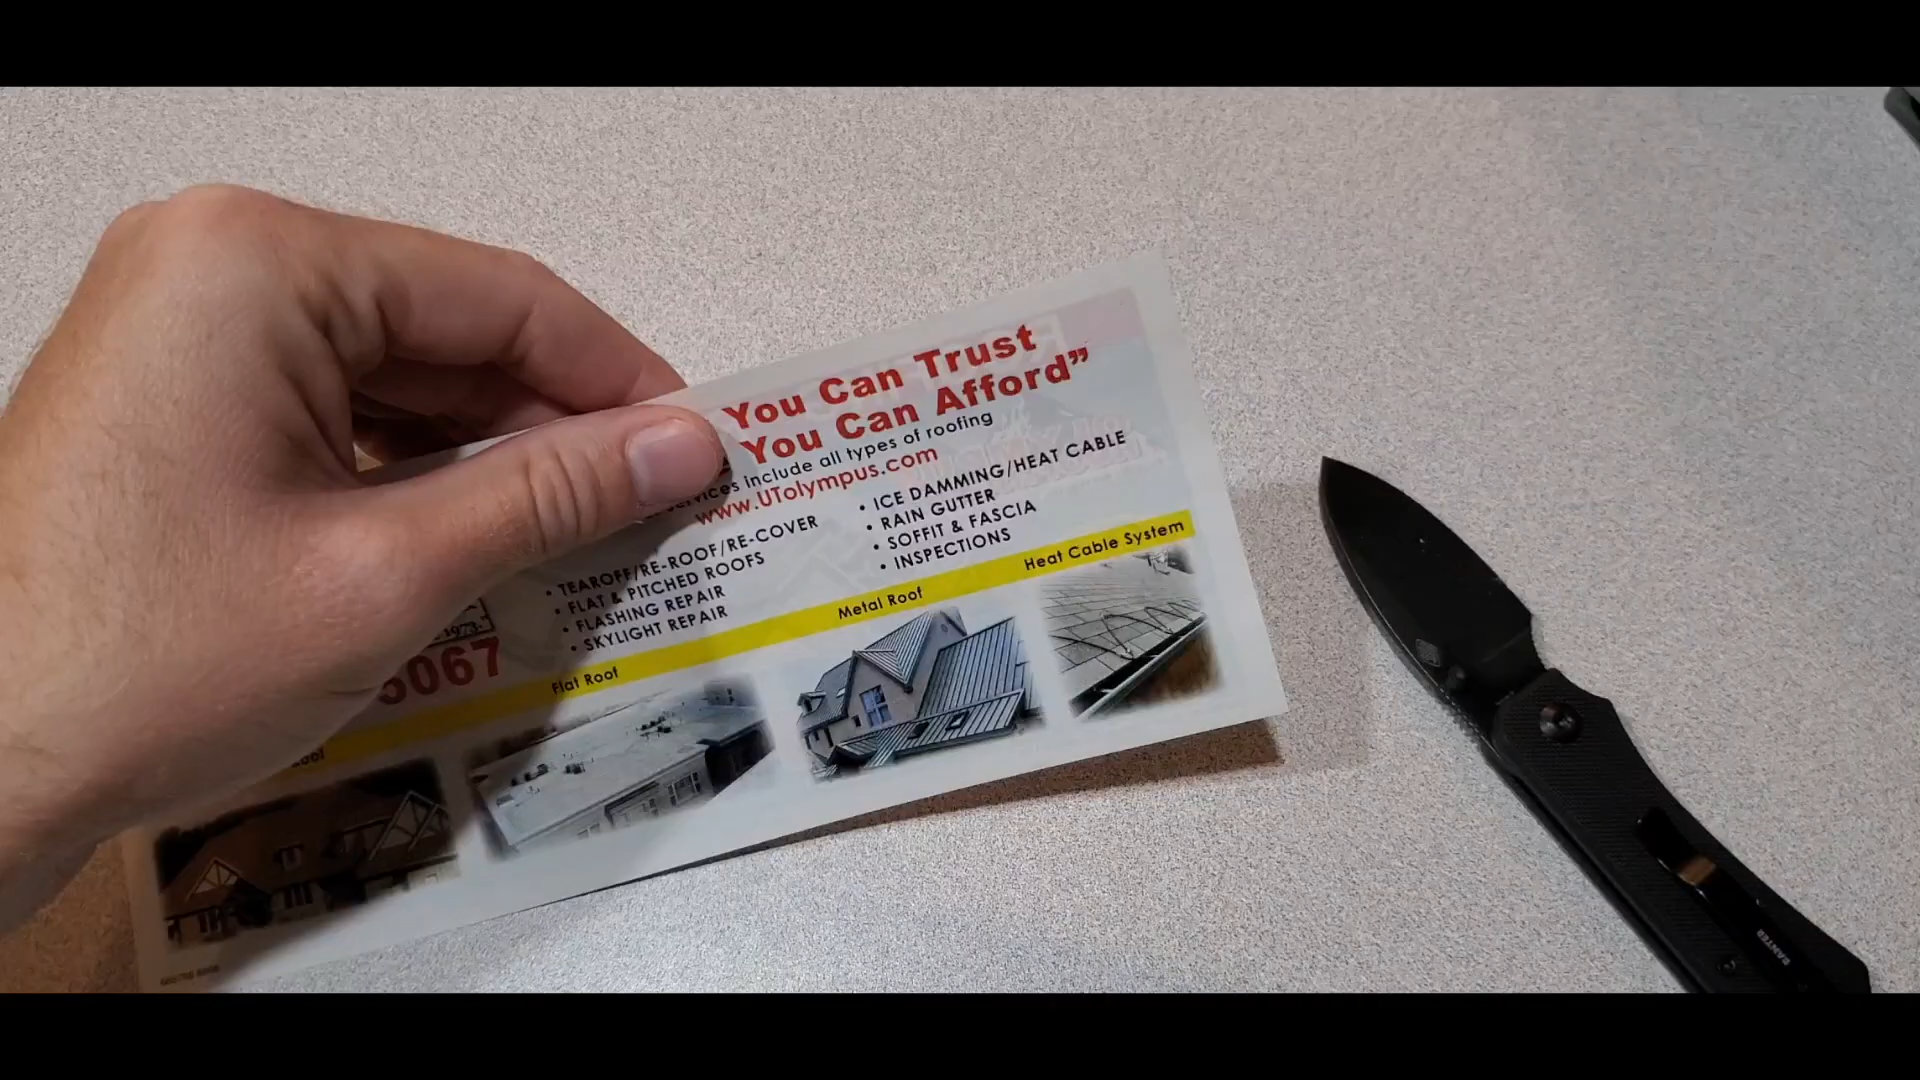 You Can Trust
You Can Afford”
services include all types of roofing
www.UTolympus.com
• TEAROFF/RE-ROOF/RE-COVER
• FLAT & PITCHED ROOFS
• FLASHING REPAIR
• SKYLIGHT REPAIR
• ICE DAMMING/HEAT CABLE
• RAIN GUTTER
• SOFFIT & FASCIA
• INSPECTIONS
1973."
5067
Flat Roof
Metal Roof
Heat Cable System
BANTER